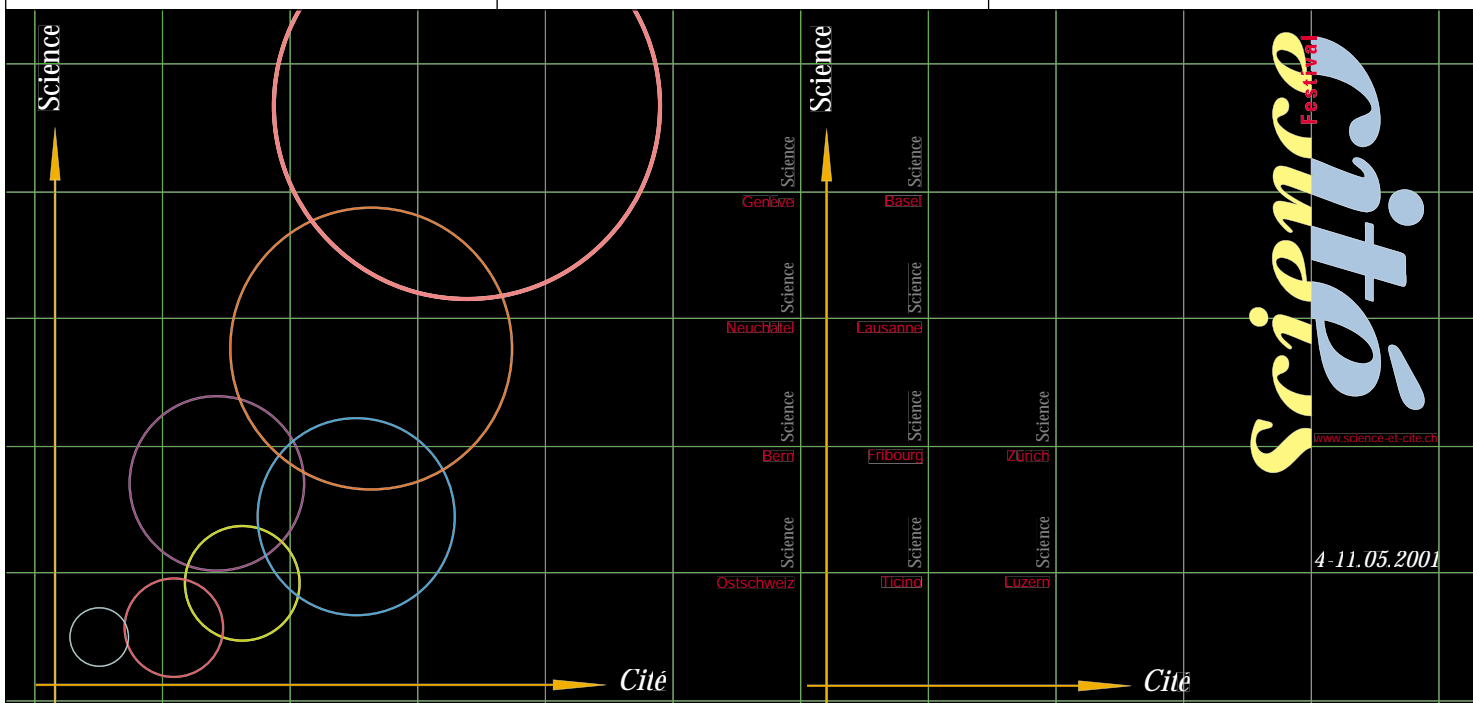 Science
Cité
Science
Science
Science
Genève
Basel
Science
Science
Neuchâtel
Lausanne
Science
Science
Science
Bern
Fribourg
Zürich
Science
Science
Science
Ostschweiz
Ticino
Luzern
Cité
Festival
Science
Cité
www.science-et-cite.ch
4-11.05.2001